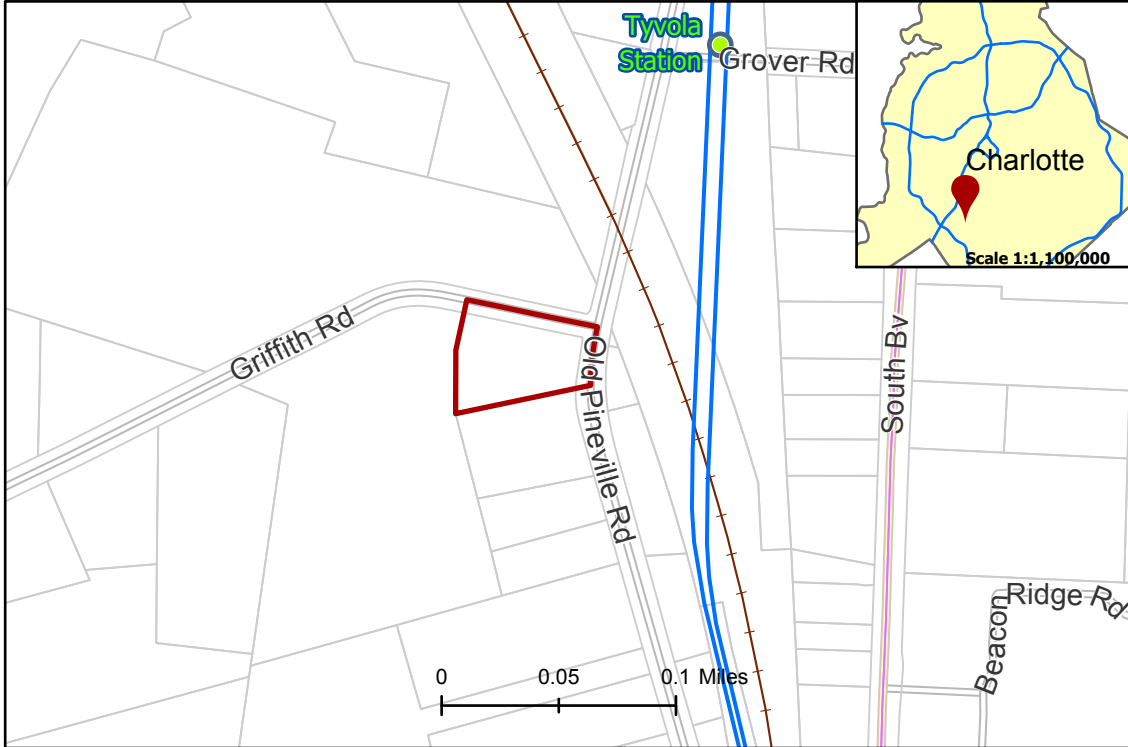 Tyvola
Station
Grover Rd
Charlotte
Scale 1:1,100,000
Griffith Rd
Old Pineville Rd
South Bv
Beacon
Ridge Rd
0 0.05 0.1 Miles